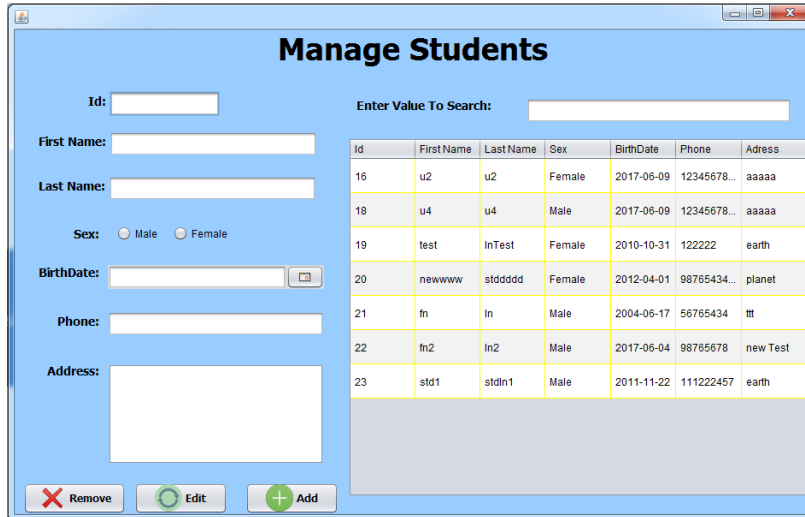 Manage Students
Id:
First Name:
Last Name:
Sex: Male Female
BirthDate:
Phone:
Address:
Remove Edit Add
Enter Value To Search:
Id First Name Last Name Sex BirthDate Phone Adress
16 u2 u2 Female 2017-06-09 12345678... aaaaa
18 u4 u4 Male 2017-06-09 12345678... aaaaa
19 test lnTest Female 2010-10-31 122222 earth
20 newwww stddddd Female 2012-04-01 98765434... planet
21 fn ln Male 2004-06-17 56765434 ttt
22 fn2 ln2 Male 2017-06-04 98765678 new Test
23 std1 stdln1 Male 2011-11-22 111222457 earth